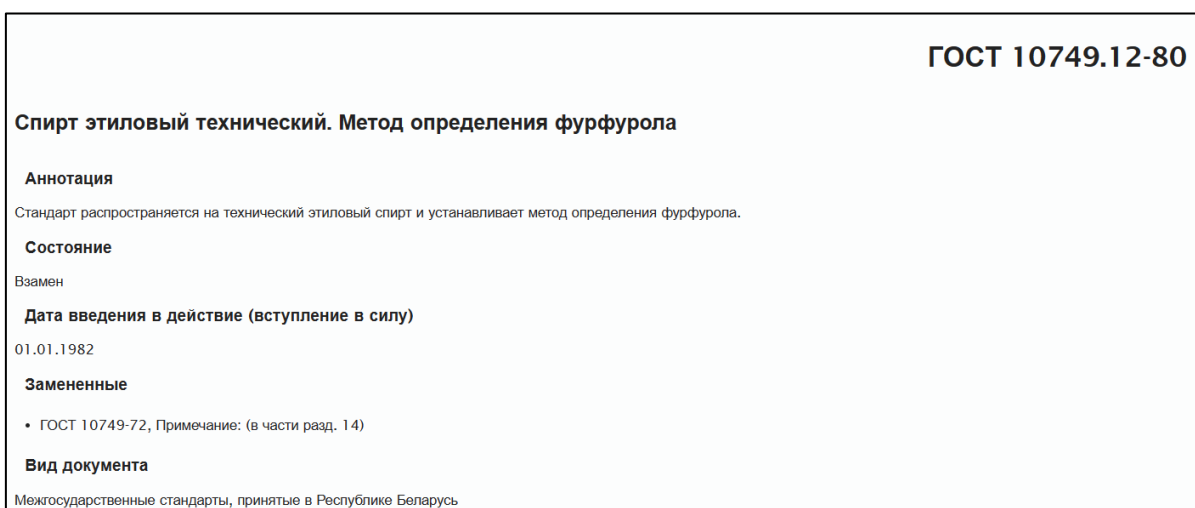 ГОСТ 10749.12-80
Спирт этиловый технический. Метод определения фурфурола
Аннотация
Стандарт распространяется на технический этиловый спирт и устанавливает метод определения фурфурола.
Состояние
Взамен
Дата введения в действие (вступление в силу)
01.01.1982
Замененные
• ГОСТ 10749-72, Примечание: (в части разд. 14)
Вид документа
Межгосударственные стандарты, принятые в Республике Беларусь